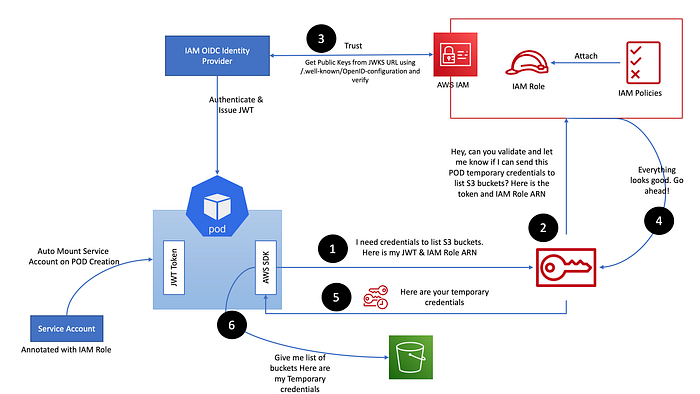 IAM OIDC Identity
Provider
3
Trust
Get Public Keys from JWKS URL using
/.well-known/OpenID-configuration and
verify
AWS IAM
IAM Role
Attach
IAM Policies
Authenticate &
Issue JWT
pod
JWT Token
AWS SDK
Auto Mount Service
Account on POD Creation
Service Account
Annotated with IAM Role
1
I need credentials to list S3 buckets.
Here is my JWT & IAM Role ARN
Hey, can you validate and let
me know if I can send this
POD temporary credentials to
list S3 buckets? Here is the
token and IAM Role ARN
2
Everything
looks good. Go
ahead!
4
5
Here are your temporary
credentials
6
Give me list of
buckets Here are
my Temporary
credentials